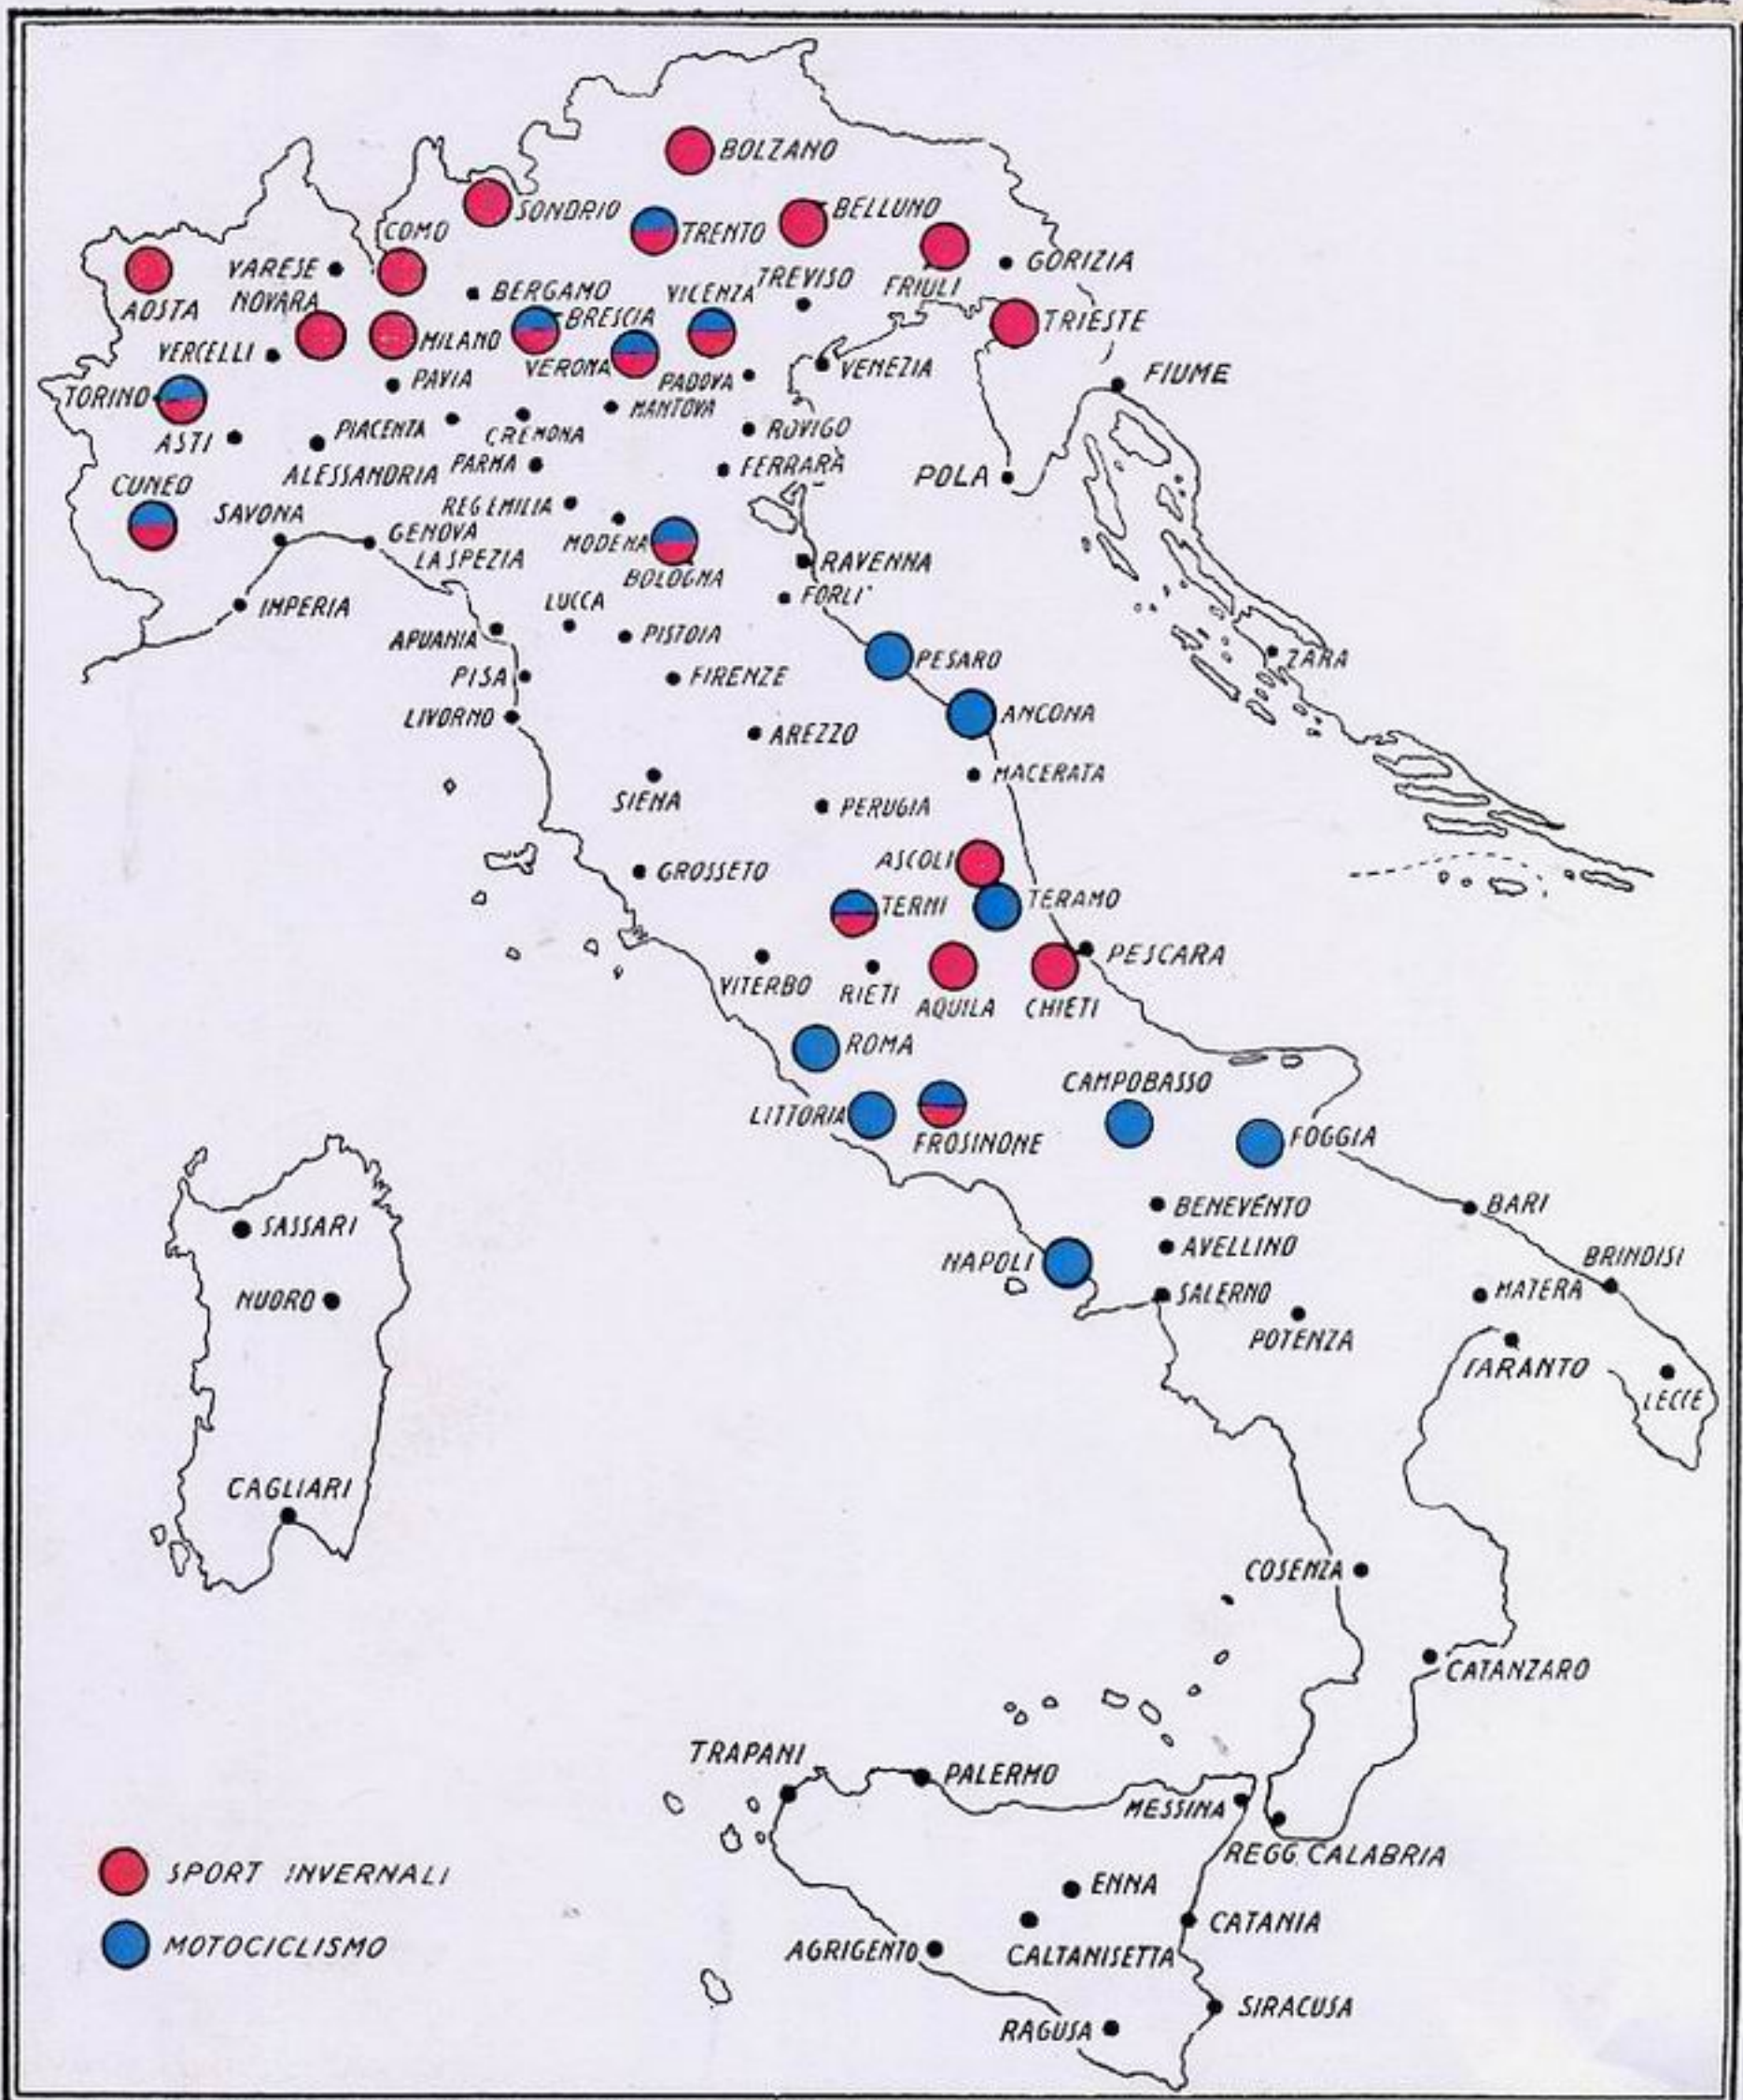 BOLZANO
SONDRIO
BELLUNO
COMO
TRENTO
GORIZIA
VARESE
TREVISO
FRIULI
AOSTA
NOVARA
BERGAMO
VICENZA
BRESCIA
TRIESTE
MILANO
VERCELLI
VERONA
VENEZIA
FIUME
PADOVA
PAVIA
TORINO
MANTOVA
PIACENZA
CREMONA
ROVIGO
ASTI
ALESSANDRIA
PARMA
FERRARA
POLA
CUNEO
REG EMILIA
SAVONA
GENOVA
MODENA
LA SPEZIA
RAVENNA
BOLOGNA
FORLI'
IMPERIA
LUCCA
APUANIA
PISTOIA
PESARO
ZARA
PISA
FIRENZE
LIVORNO
ANCONA
AREZZO
MACERATA
SIENA
PERUGIA
ASCOLI
GROSSETO
TERNI
TERAMO
PESCARA
VITERBO
RIETI
AQUILA
CHIETI
ROMA
CAMPOBASSO
LITTORIA
FROSINONE
FOGGIA
BENEVENTO
BARI
SASSARI
AVELLINO
BRINDISI
NAPOLI
NUORO
SALERNO
MATERA
POTENZA
TARANTO
LECCE
CAGLIARI
COSENZA
CATANZARO
TRAPANI
PALERMO
MESSINA
REGG. CALABRIA
SPORT INVERNALI
ENNA
MOTOCICLISMO
CATANIA
AGRIGENTO
CALTANISETTA
SIRACUSA
RAGUSA